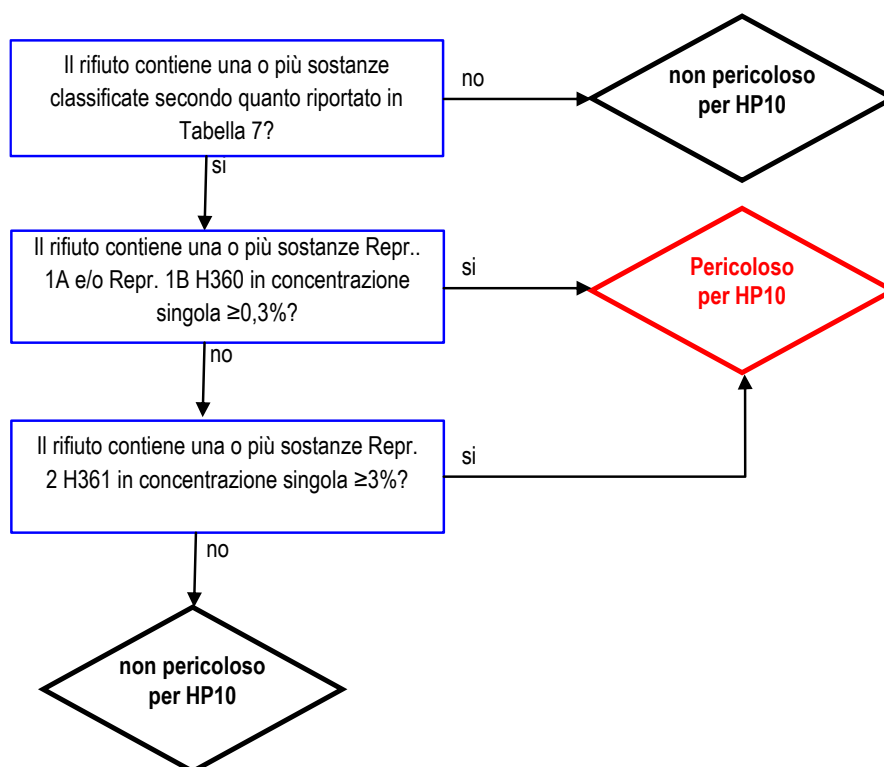 Il rifiuto contiene una o più sostanze
classificate secondo quanto riportato in
Tabella 7?
no
non pericoloso
per HP10
si
Il rifiuto contiene una o più sostanze Repr..
1A e/o Repr. 1B H360 in concentrazione
singola ≥0,3%?
si
Pericoloso
per HP10
no
Il rifiuto contiene una o più sostanze Repr.
2 H361 in concentrazione singola ≥3%?
si
no
non pericoloso
per HP10